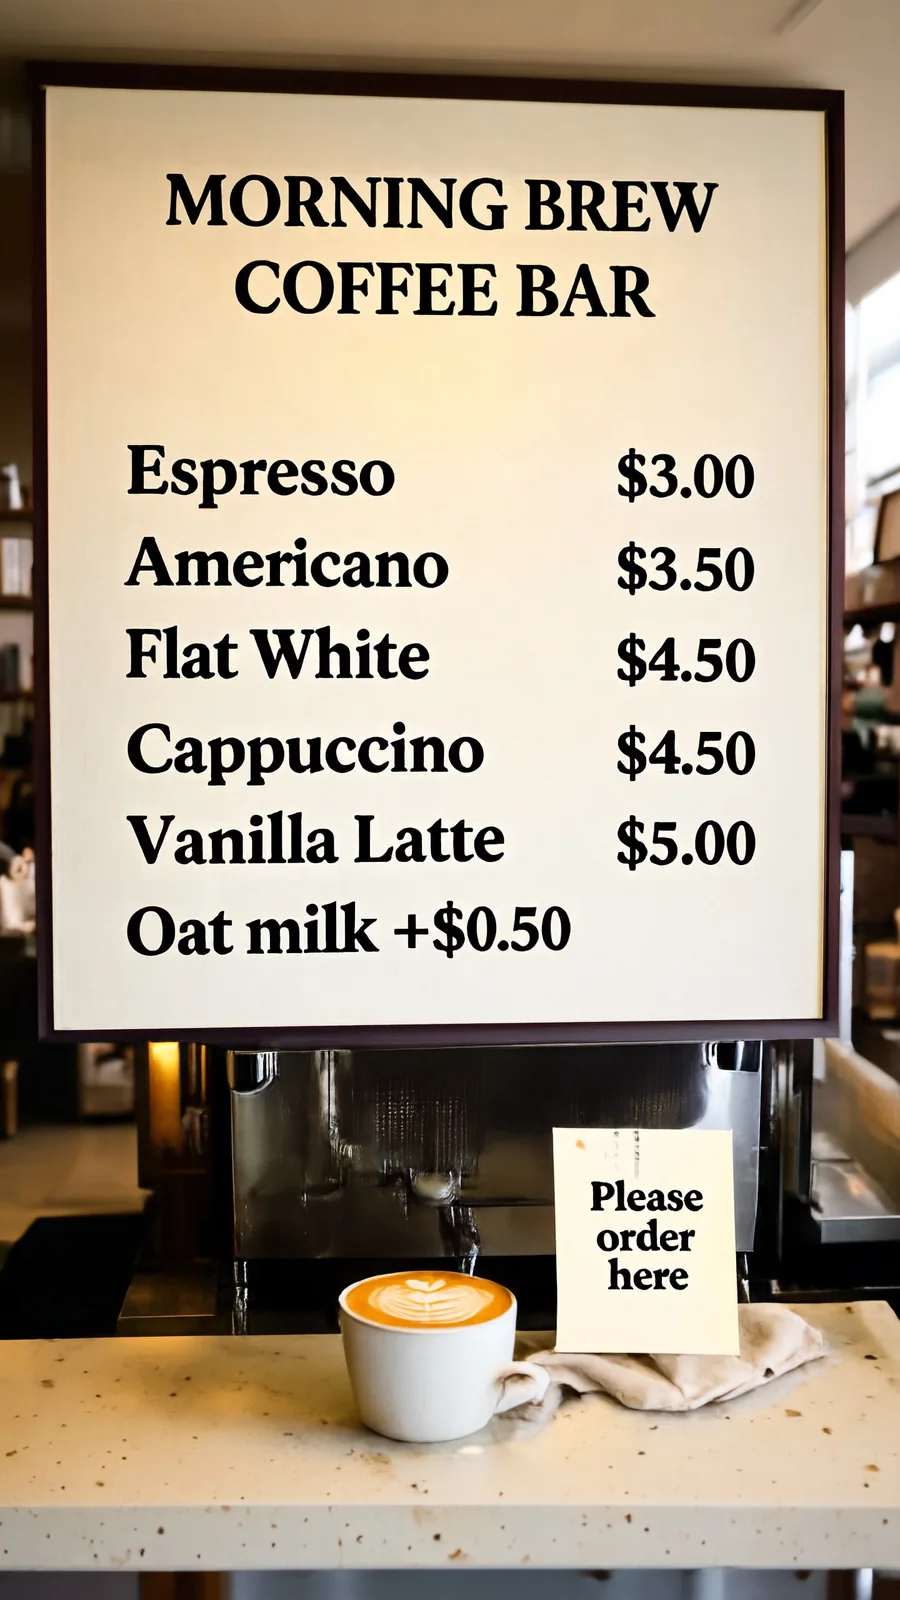 MORNING BREW
COFFEE BAR
Espresso $3.00
Americano $3.50
Flat White $4.50
Cappuccino $4.50
Vanilla Latte $5.00
Oat milk +$0.50
Please
order
here